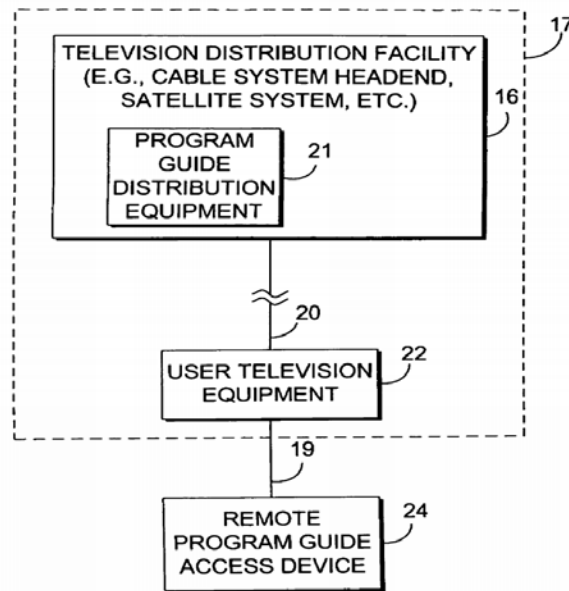 17
TELEVISION DISTRIBUTION FACILITY
(E.G., CABLE SYSTEM HEADEND,
SATELLITE SYSTEM, ETC.)
16
PROGRAM
GUIDE
DISTRIBUTION
EQUIPMENT
21
20
USER TELEVISION
EQUIPMENT
22
19
REMOTE
PROGRAM GUIDE
ACCESS DEVICE
24